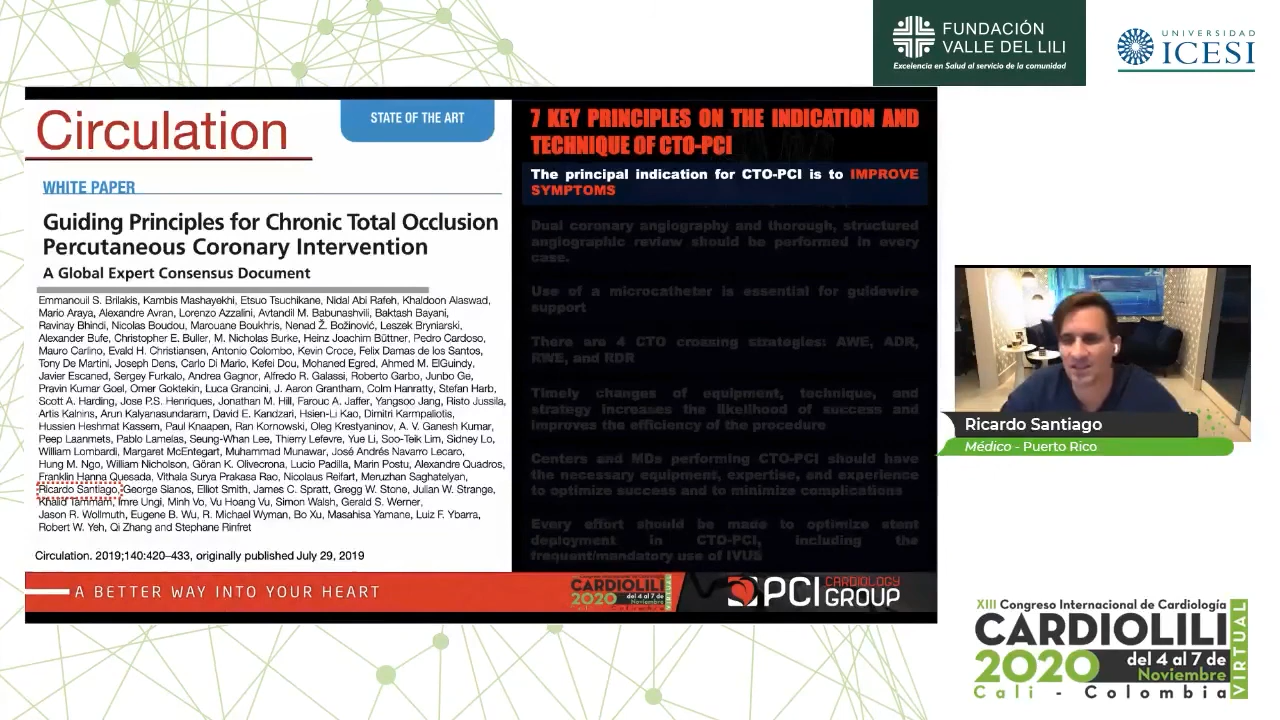 FUNDACIÓN
VALLE DEL LILI
Excelencia en Salud al servicio de la comunidad
UNIVERSIDAD
ICESI
Circulation
STATE OF THE ART
WHITE PAPER
Guiding Principles for Chronic Total Occlusion
Percutaneous Coronary Intervention
A Global Expert Consensus Document
Emmanouil S. Brilakis, Kambis Mashayekhi, Etsuo Tsuchikane, Nidal Abi Rafeh, Khaldoon Alaswad,
Mario Araya, Alexandre Avran, Lorenzo Azzalini, Avtandil M. Babunashvili, Baktash Bayani,
Ravinay Bhindi, Nicolas Boudou, Marouane Boukhris, Nenad Ž. Božinović, Leszek Bryniarski,
Alexander Bufe, Christopher E. Buller, M. Nicholas Burke, Heinz Joachim Büttner, Pedro Cardoso,
Mauro Carlino, Evald H. Christiansen, Antonio Colombo, Kevin Croce, Felix Damas de los Santos,
Tony De Martini, Joseph Dens, Carlo Di Mario, Kefei Dou, Mohaned Egred, Ahmed M. ElGuindy,
Javier Escaned, Sergey Furkalo, Andrea Gagnor, Alfredo R. Galassi, Roberto Garbo, Junbo Ge,
Pravin Kumar Goel, Omer Goktekin, Luca Grancini, J. Aaron Grantham, Colm Hanratty, Stefan Harb,
Scott A. Harding, Jose P.S. Henriques, Jonathan M. Hill, Farouc A. Jaffer, Yangsoo Jang, Risto Jussila,
Artis Kalnins, Arun Kalyanasundaram, David E. Kandzari, Hsien-Li Kao, Dimitri Karmpaliotis,
Hussien Heshmat Kassem, Paul Knaapen, Ran Kornowski, Oleg Krestyaninov, A. V. Ganesh Kumar,
Peep Laanmets, Pablo Lamelas, Seung-Whan Lee, Thierry Lefevre, Yue Li, Soo-Teik Lim, Sidney Lo,
William Lombardi, Margaret McEntegart, Muhammad Munawar, José Andrés Navarro Lecaro,
Hung M. Ngo, William Nicholson, Göran K. Olivecrona, Lucio Padilla, Marin Postu, Alexandre Quadros,
Franklin Hanna Quesada, Vithala Surya Prakasa Rao, Nicolaus Reifart, Meruzhan Saghatelyan,
Ricardo Santiago, George Sianos, Elliot Smith, James C. Spratt, Gregg W. Stone, Julian W. Strange,
Khalid Tammam, Imre Ungi, Minh Vo, Vu Hoang Vu, Simon Walsh, Gerald S. Werner,
Jason R. Wollmuth, Eugene B. Wu, R. Michael Wyman, Bo Xu, Masahisa Yamane, Luiz F. Ybarra,
Robert W. Yeh, Qi Zhang and Stephane Rinfret
Circulation. 2019;140:420–433, originally published July 29, 2019
7 KEY PRINCIPLES ON THE INDICATION AND
TECHNIQUE OF CTO-PCI
The principal indication for CTO-PCI is to IMPROVE
SYMPTOMS
Dual coronary angiography and thorough, structured
angiographic review should be performed in every
case.
Use of a microcatheter is essential for guidewire
support
There are 4 CTO crossing strategies: AWE, ADR,
RWE, and RDR
Timely changes of equipment, technique, and
strategy increases the likelihood of success and
improves the efficiency of the procedure
Centers and MDs performing CTO-PCI should have
the necessary equipment, expertise, and experience
to optimize success and to minimize complications
Every effort should be made to optimize stent
deployment in CTO-PCI, including the
frequent/mandatory use of IVUS
A BETTER WAY INTO YOUR HEART
CARDIOLILI
2020
VIRTUAL
del 4 al 7 de
Noviembre
PCI CARDIOLOGY
GROUP
Ricardo Santiago
Médico - Puerto Rico
XIII Congreso Internacional de Cardiología
CARDIOLILI
2020 del 4 al 7 de
Noviembre
Cali - Colombia
VIRTUAL